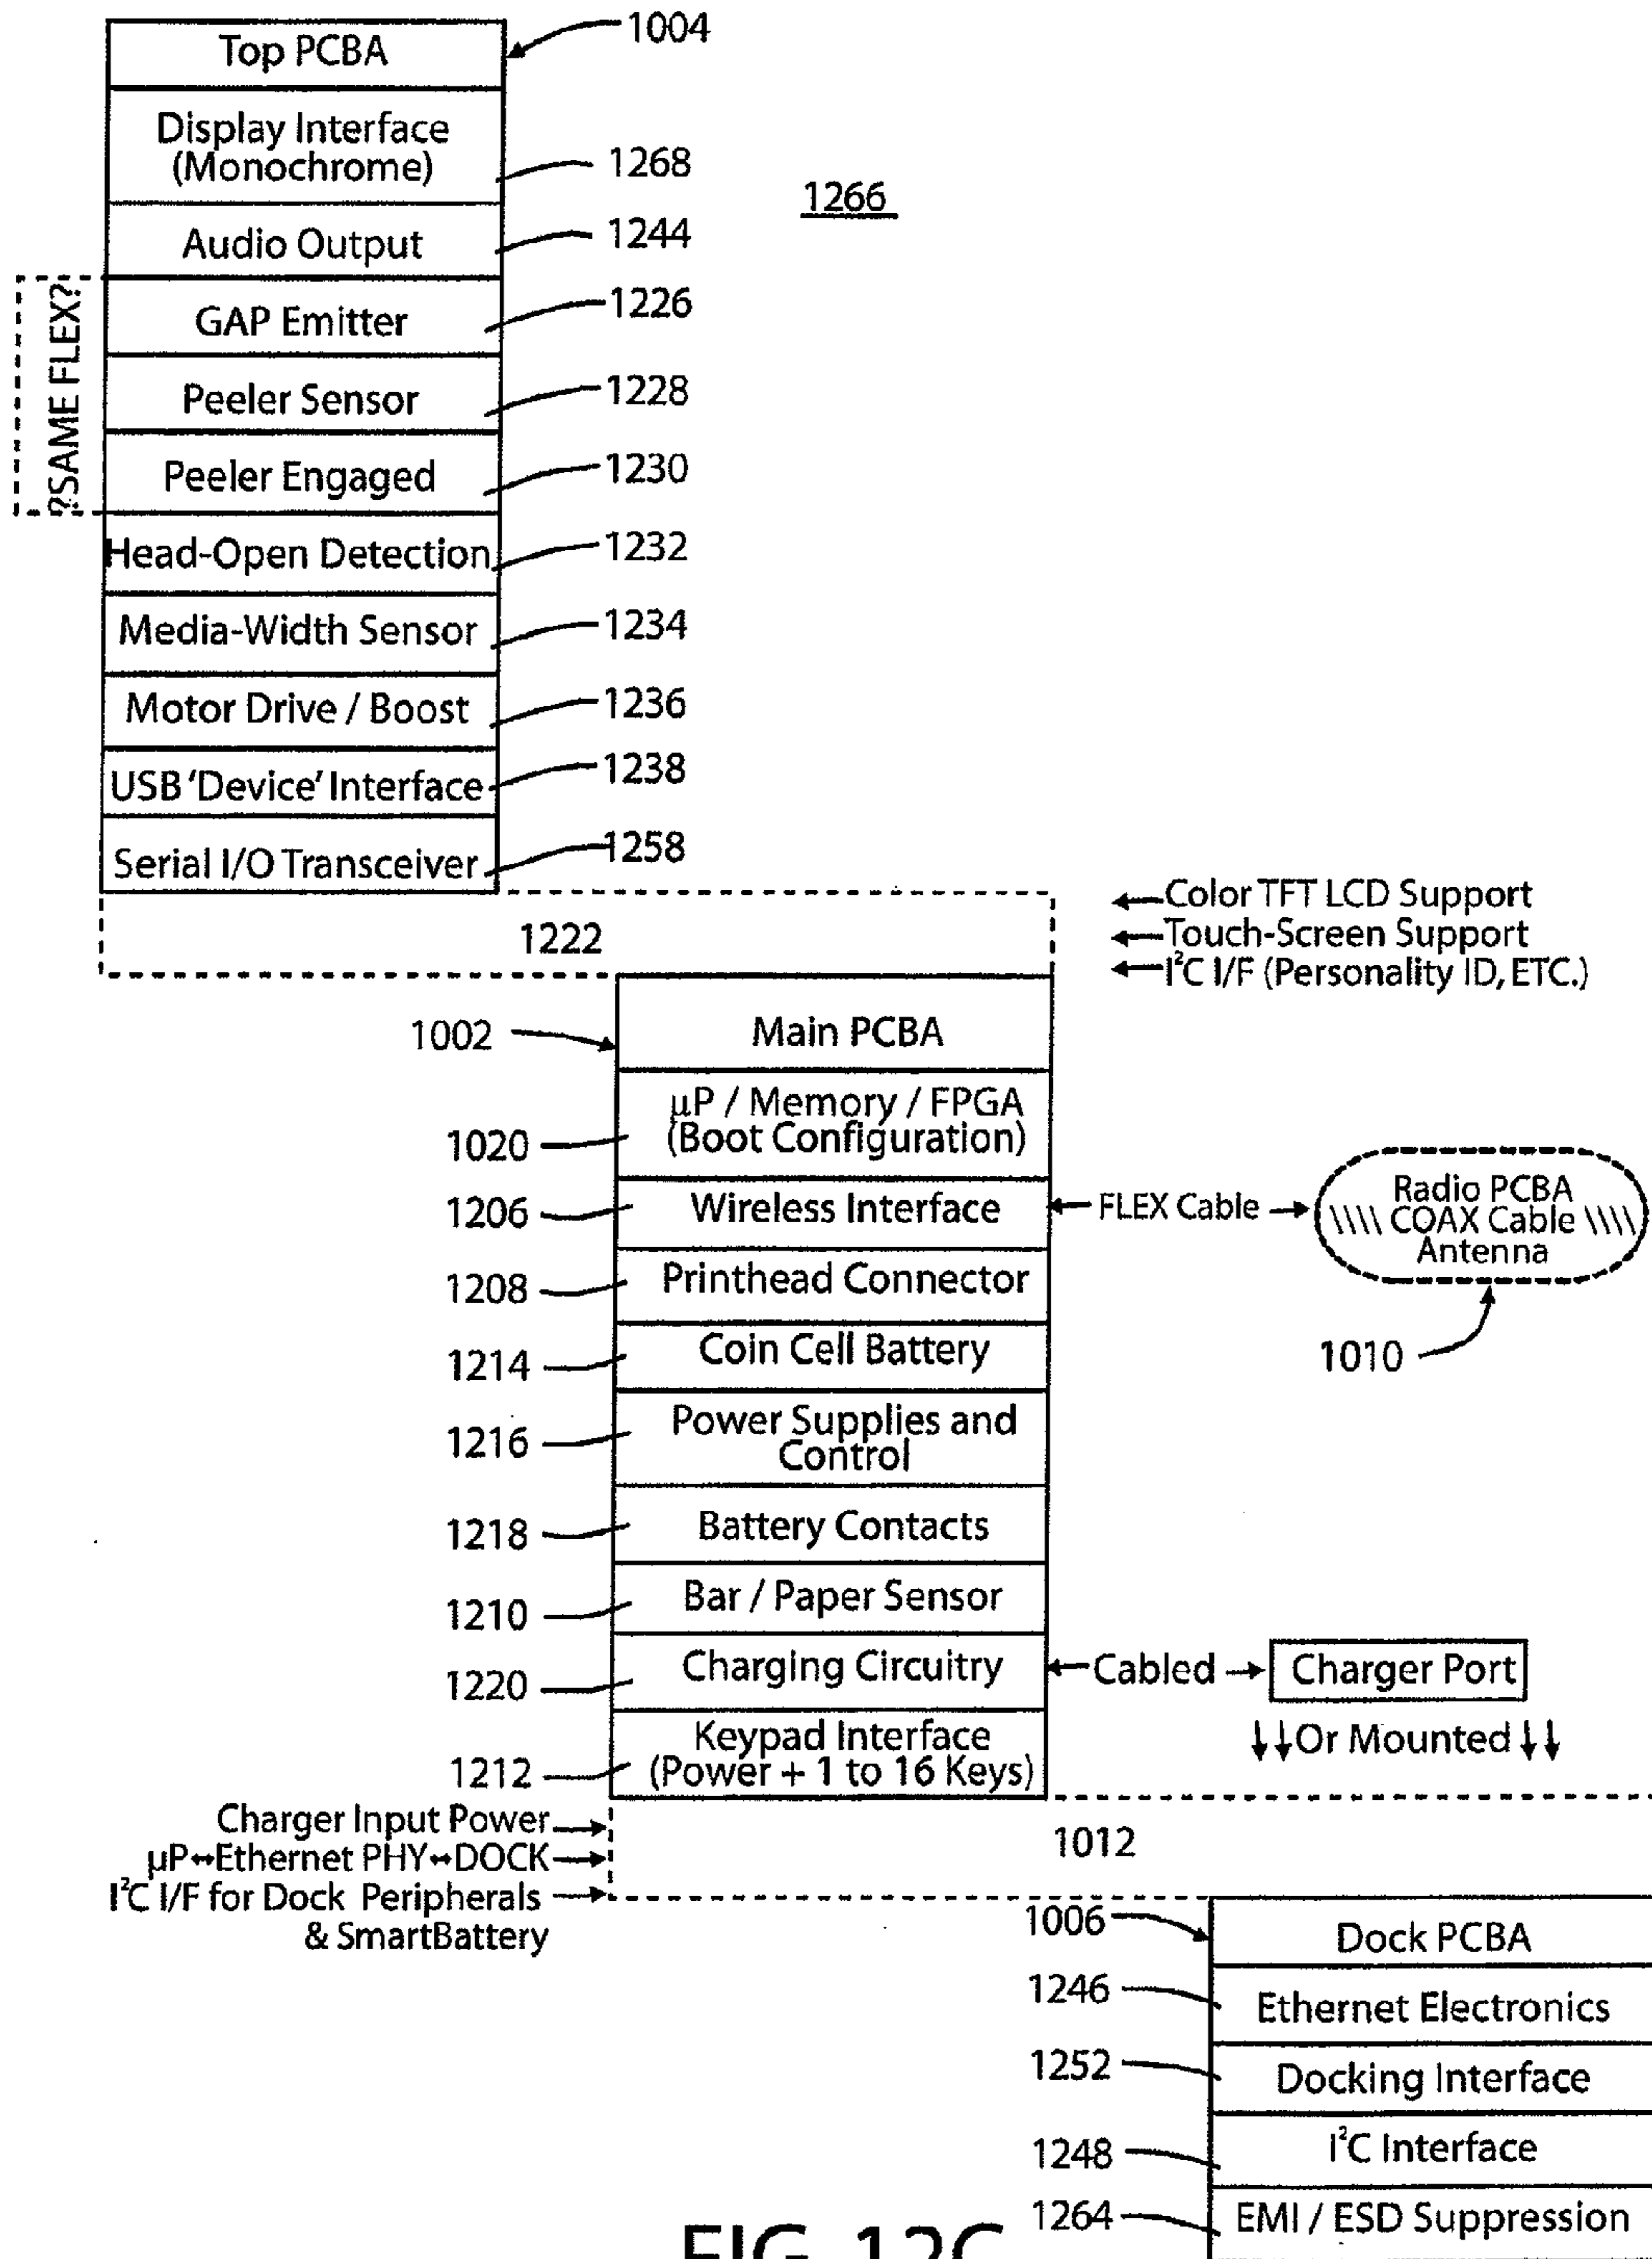 Top PCBA
1004
Display Interface
(Monochrome)
1268
1266
Audio Output
1244
?SAME FLEX?
GAP Emitter
1226
Peeler Sensor
1228
Peeler Engaged
1230
Head-Open Detection
1232
Media-Width Sensor
1234
Motor Drive / Boost
1236
USB 'Device' Interface
1238
Serial I/O Transceiver
1258
1222
Color TFT LCD Support
Touch-Screen Support
I²C I/F (Personality ID, ETC.)
1002
Main PCBA
µP / Memory / FPGA
(Boot Configuration)
1020
1206
Wireless Interface
FLEX Cable
Radio PCBA
\\\\ COAX Cable \\\\
Antenna
1010
1208
Printhead Connector
1214
Coin Cell Battery
1216
Power Supplies and
Control
1218
Battery Contacts
1210
Bar / Paper Sensor
1220
Charging Circuitry
Cabled
Charger Port
↓↓Or Mounted↓↓
1212
Keypad Interface
(Power + 1 to 16 Keys)
Charger Input Power
µP↔Ethernet PHY↔DOCK
I²C I/F for Dock Peripherals
& SmartBattery
1012
1006
Dock PCBA
1246
Ethernet Electronics
1252
Docking Interface
1248
I²C Interface
1264
EMI / ESD Suppression
FIG. 12C